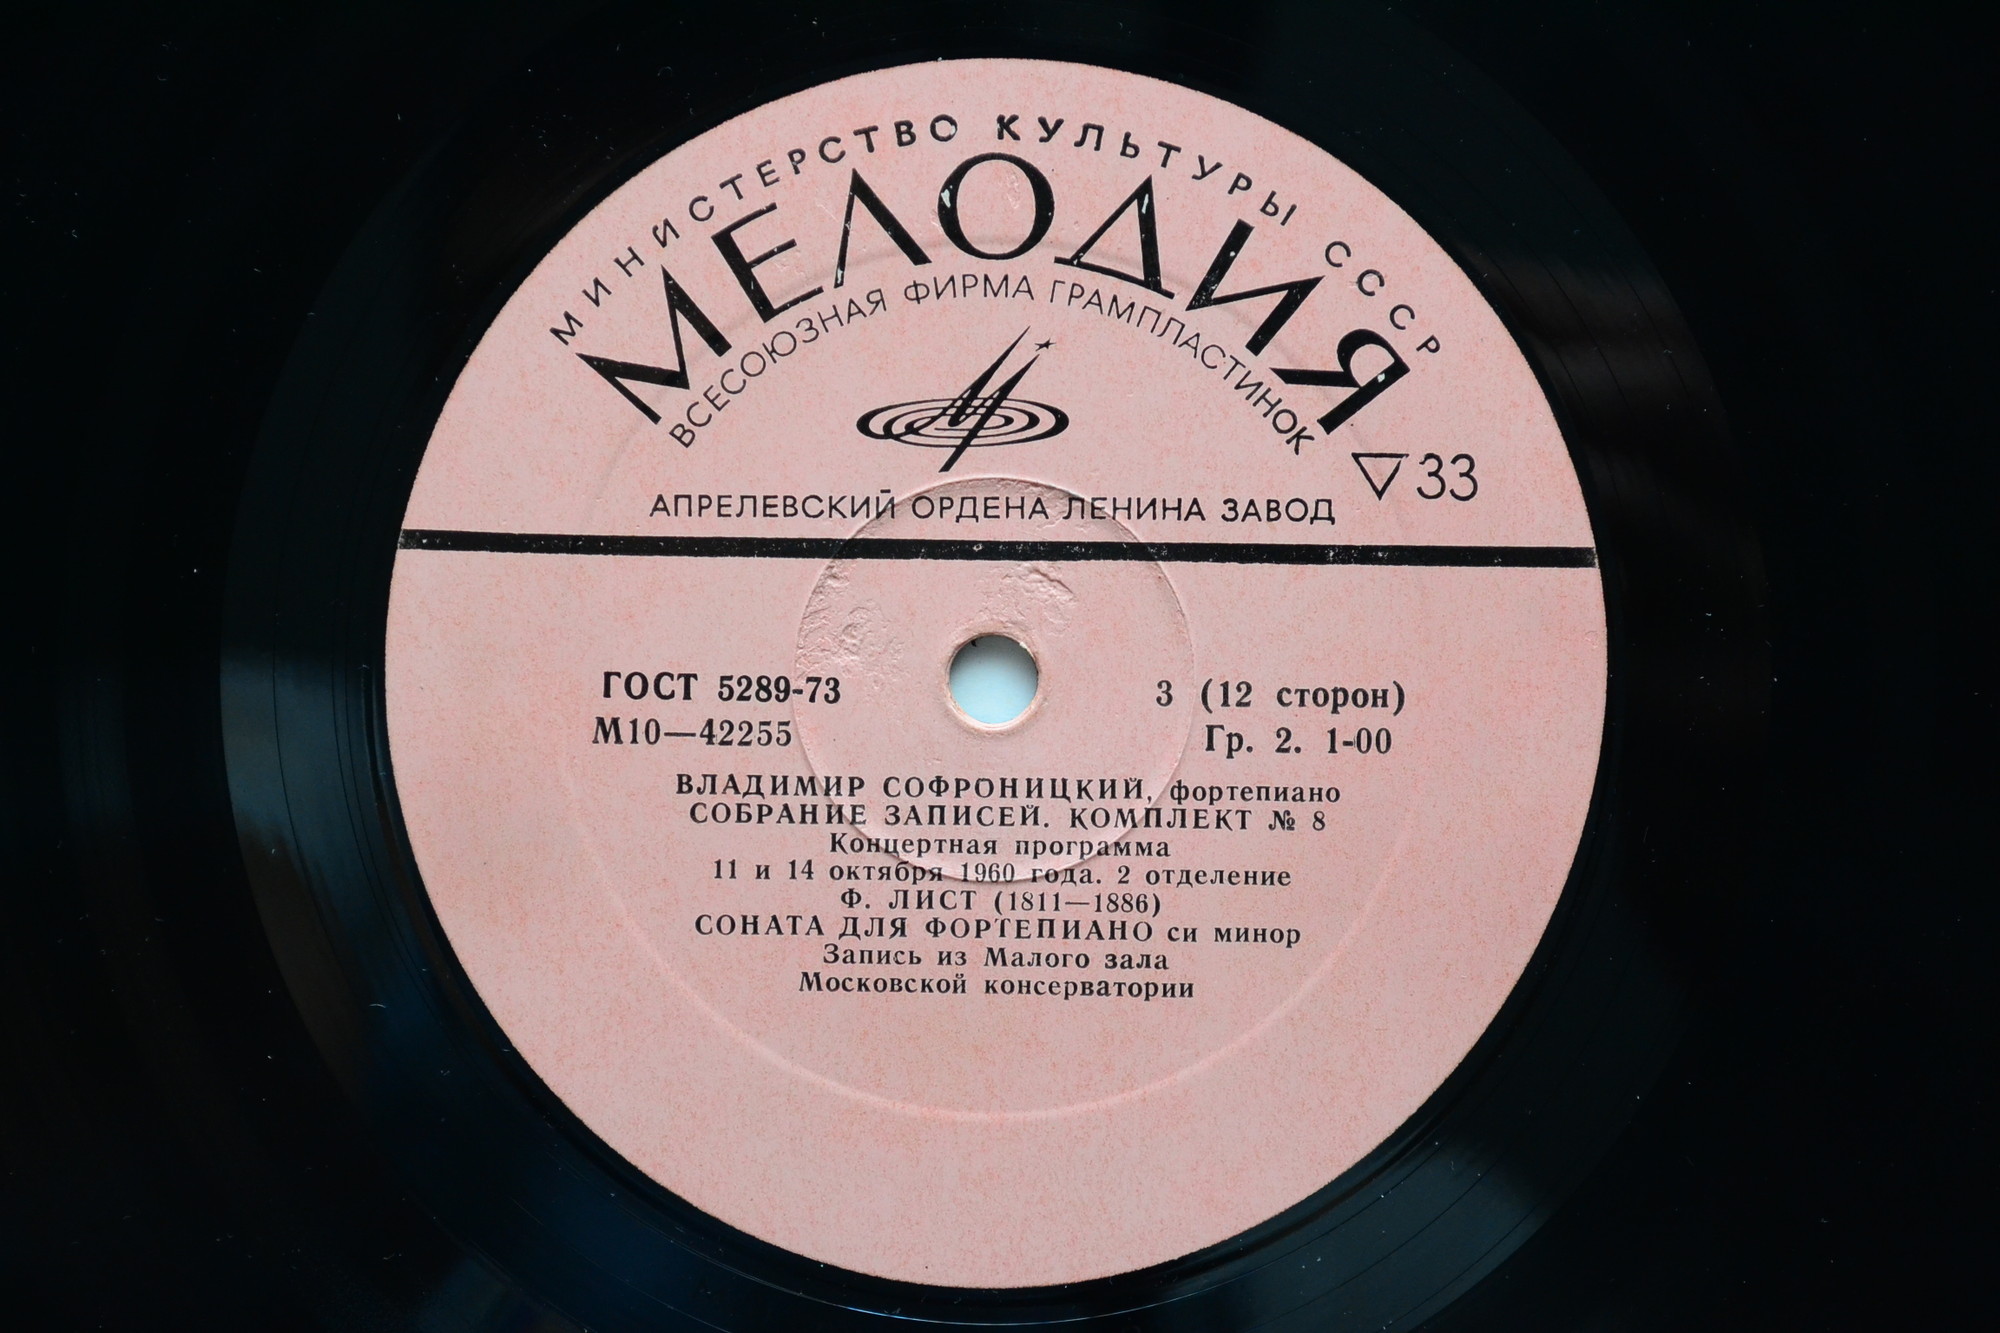 МИНИСТЕРСТВО КУЛЬТУРЫ СССР
МЕЛОДИЯ
ВСЕСОЮЗНАЯ ФИРМА ГРАМПЛАСТИНОК
33
АПРЕЛЕВСКИЙ ОРДЕНА ЛЕНИНА ЗАВОД
ГОСТ 5289-73
3 (12 сторон)
М10—42255
Гр. 2. 1-00
ВЛАДИМИР СОФРОНИЦКИЙ, фортепиано
СОБРАНИЕ ЗАПИСЕЙ. КОМПЛЕКТ № 8
Концертная программа
11 и 14 октября 1960 года. 2 отделение
Ф. ЛИСТ (1811—1886)
СОНАТА ДЛЯ ФОРТЕПИАНО си минор
Запись из Малого зала
Московской консерватории